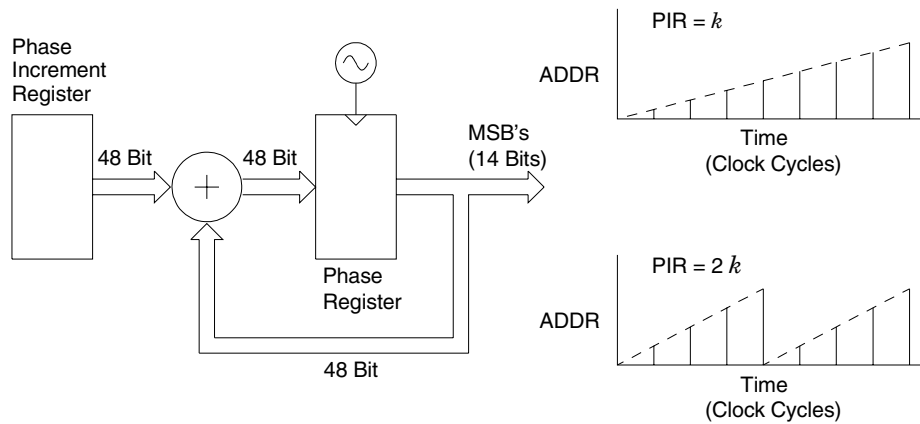 Phase
Increment
Register
48 Bit
48 Bit
MSB's
(14 Bits)
Phase
Register
48 Bit
PIR = k
ADDR
Time
(Clock Cycles)
PIR = 2 k
ADDR
Time
(Clock Cycles)